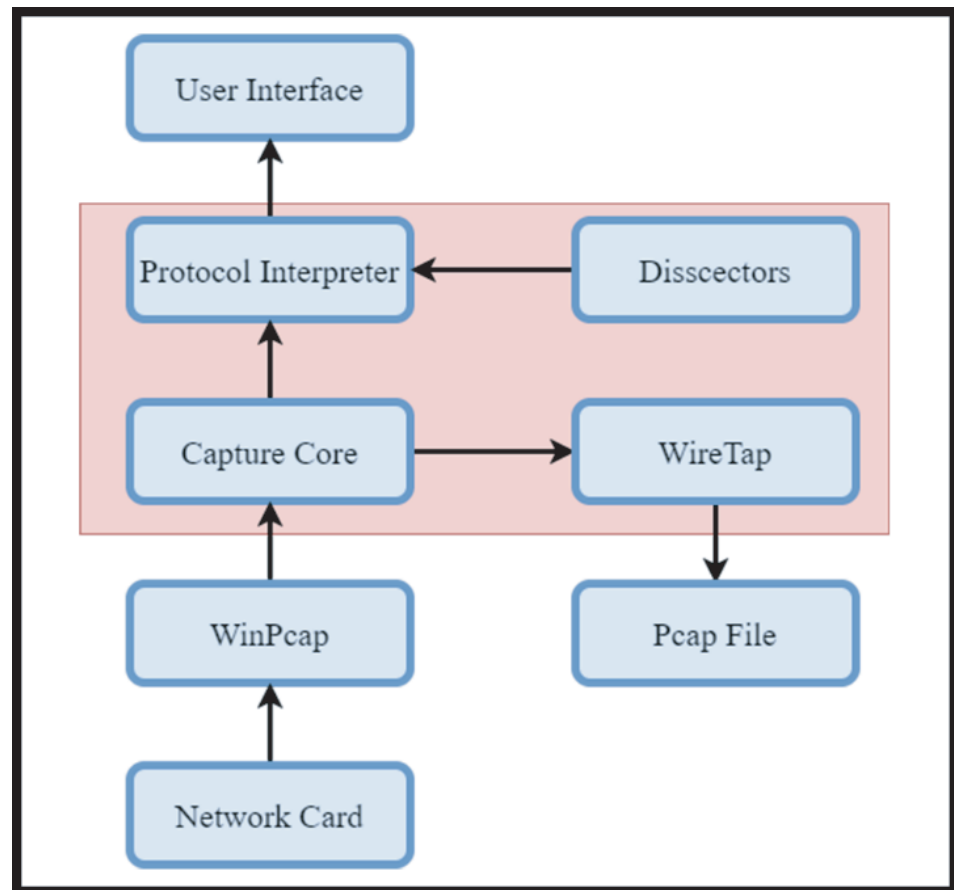 User Interface
Protocol Interpreter
Disscectors
Capture Core
WireTap
WinPcap
Pcap File
Network Card